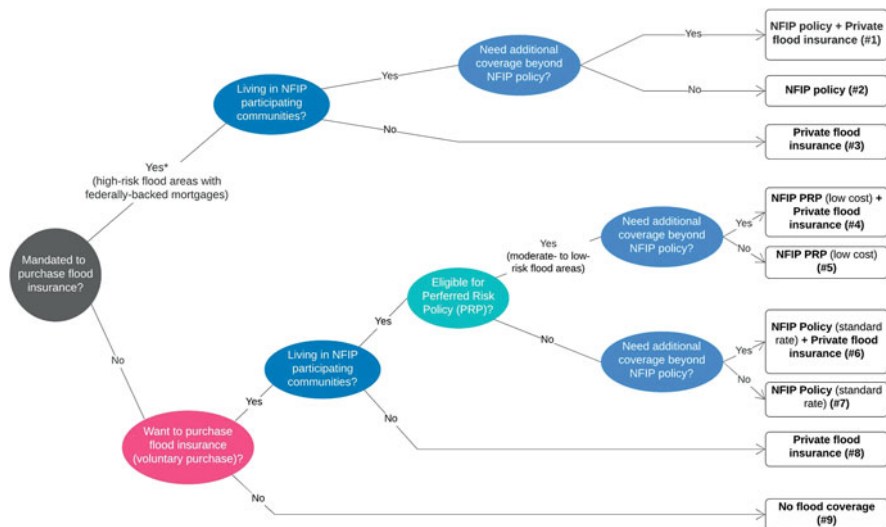 Need additional
coverage beyond
NFIP policy?
Yes
NFIP policy + Private
flood insurance (#1)
No
NFIP policy (#2)
Living in NFIP
participating
communities?
Yes
No
Private flood
insurance (#3)
Yes*
(high-risk flood areas with
federally-backed mortgages)
Mandated to
purchase flood
insurance?
Need additional
coverage beyond
NFIP policy?
Yes
NFIP PRP (low cost) +
Private flood
insurance (#4)
No
NFIP PRP (low cost)
(#5)
Yes
(moderate- to low-
risk flood areas)
Eligible for
Perferred Risk
Policy (PRP)?
No
Need additional
coverage beyond
NFIP policy?
Yes
NFIP Policy (standard
rate) + Private flood
insurance (#6)
No
NFIP Policy (standard
rate) (#7)
Yes
Living in NFIP
participating
communities?
No
Private flood
insurance (#8)
No
Yes
Want to purchase
flood insurance
(voluntary purchase)?
No
No flood coverage
(#9)